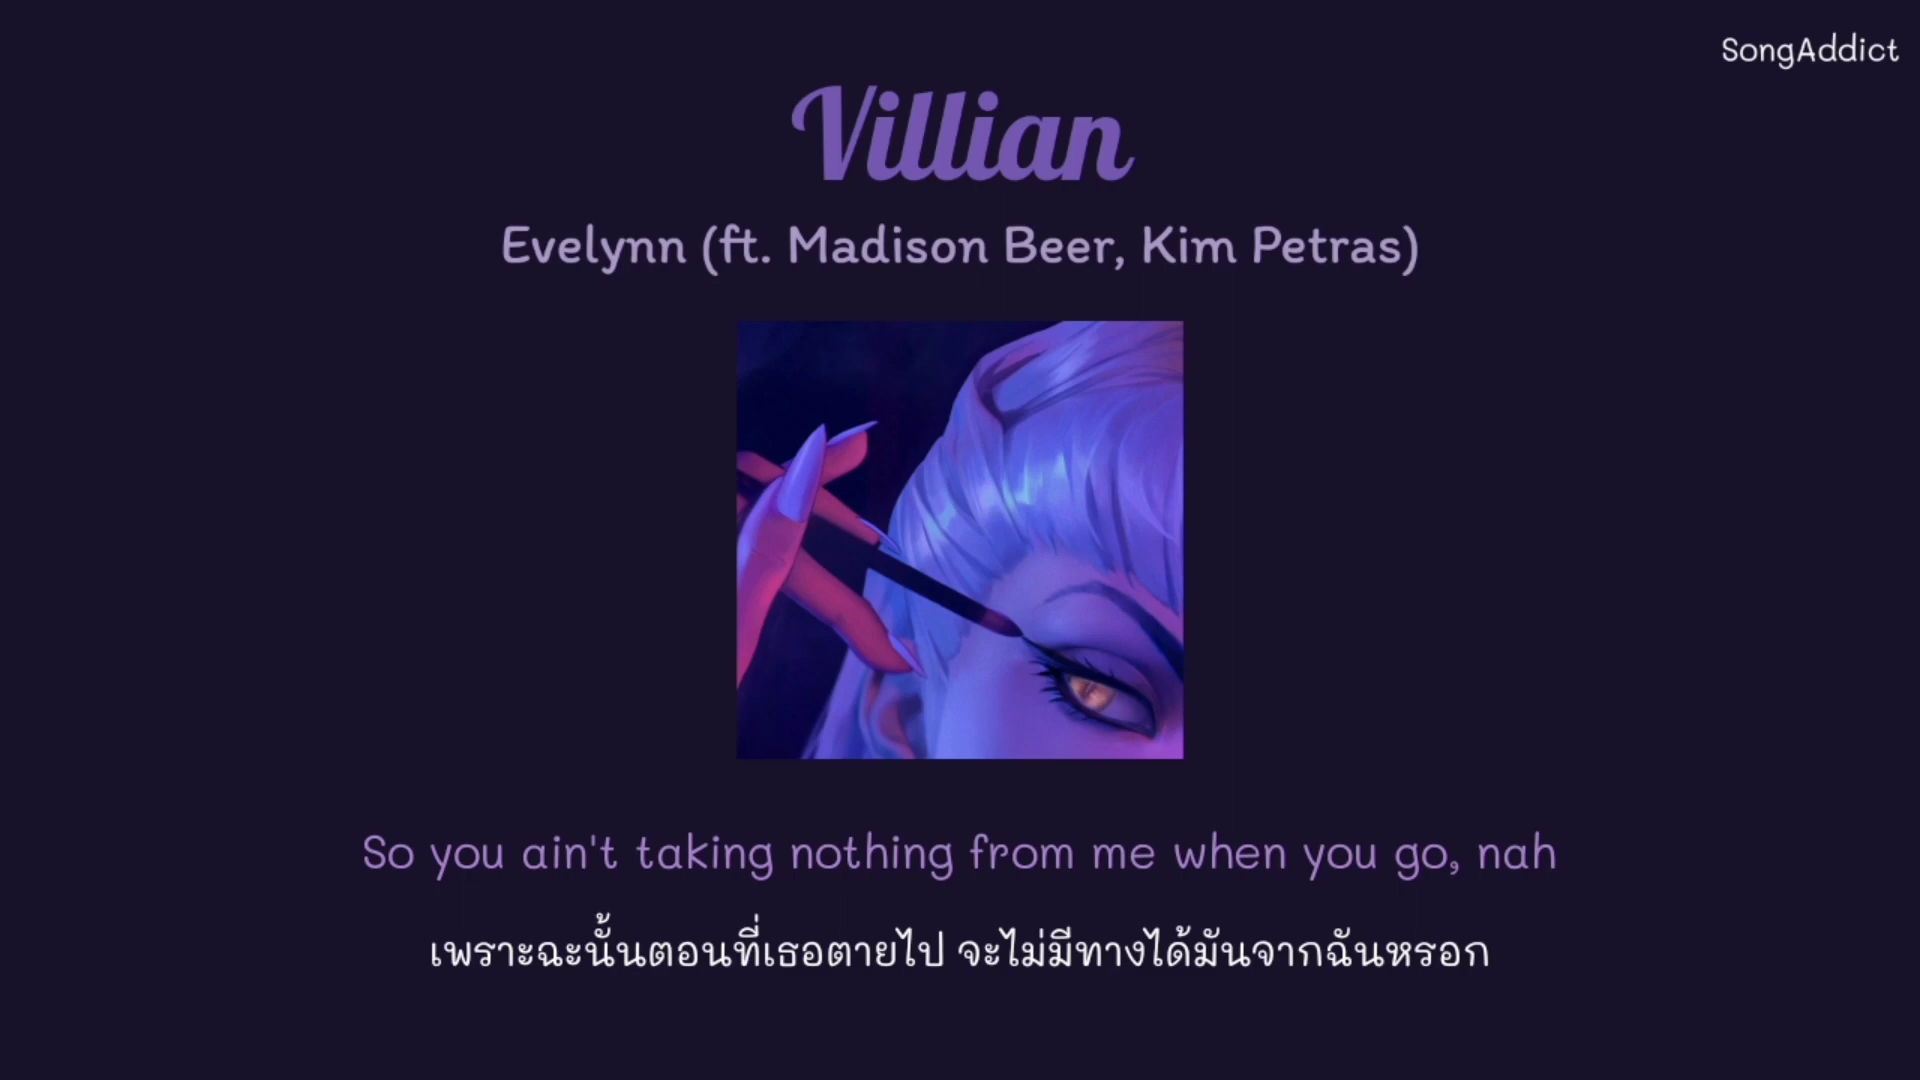 SongAddict
Villian
Evelynn (ft. Madison Beer, Kim Petras)
So you ain't taking nothing from me when you go, nah
เพราะฉะนั้นตอนที่เธอตายไป จะไม่มีทางได้มันจากฉันหรอก